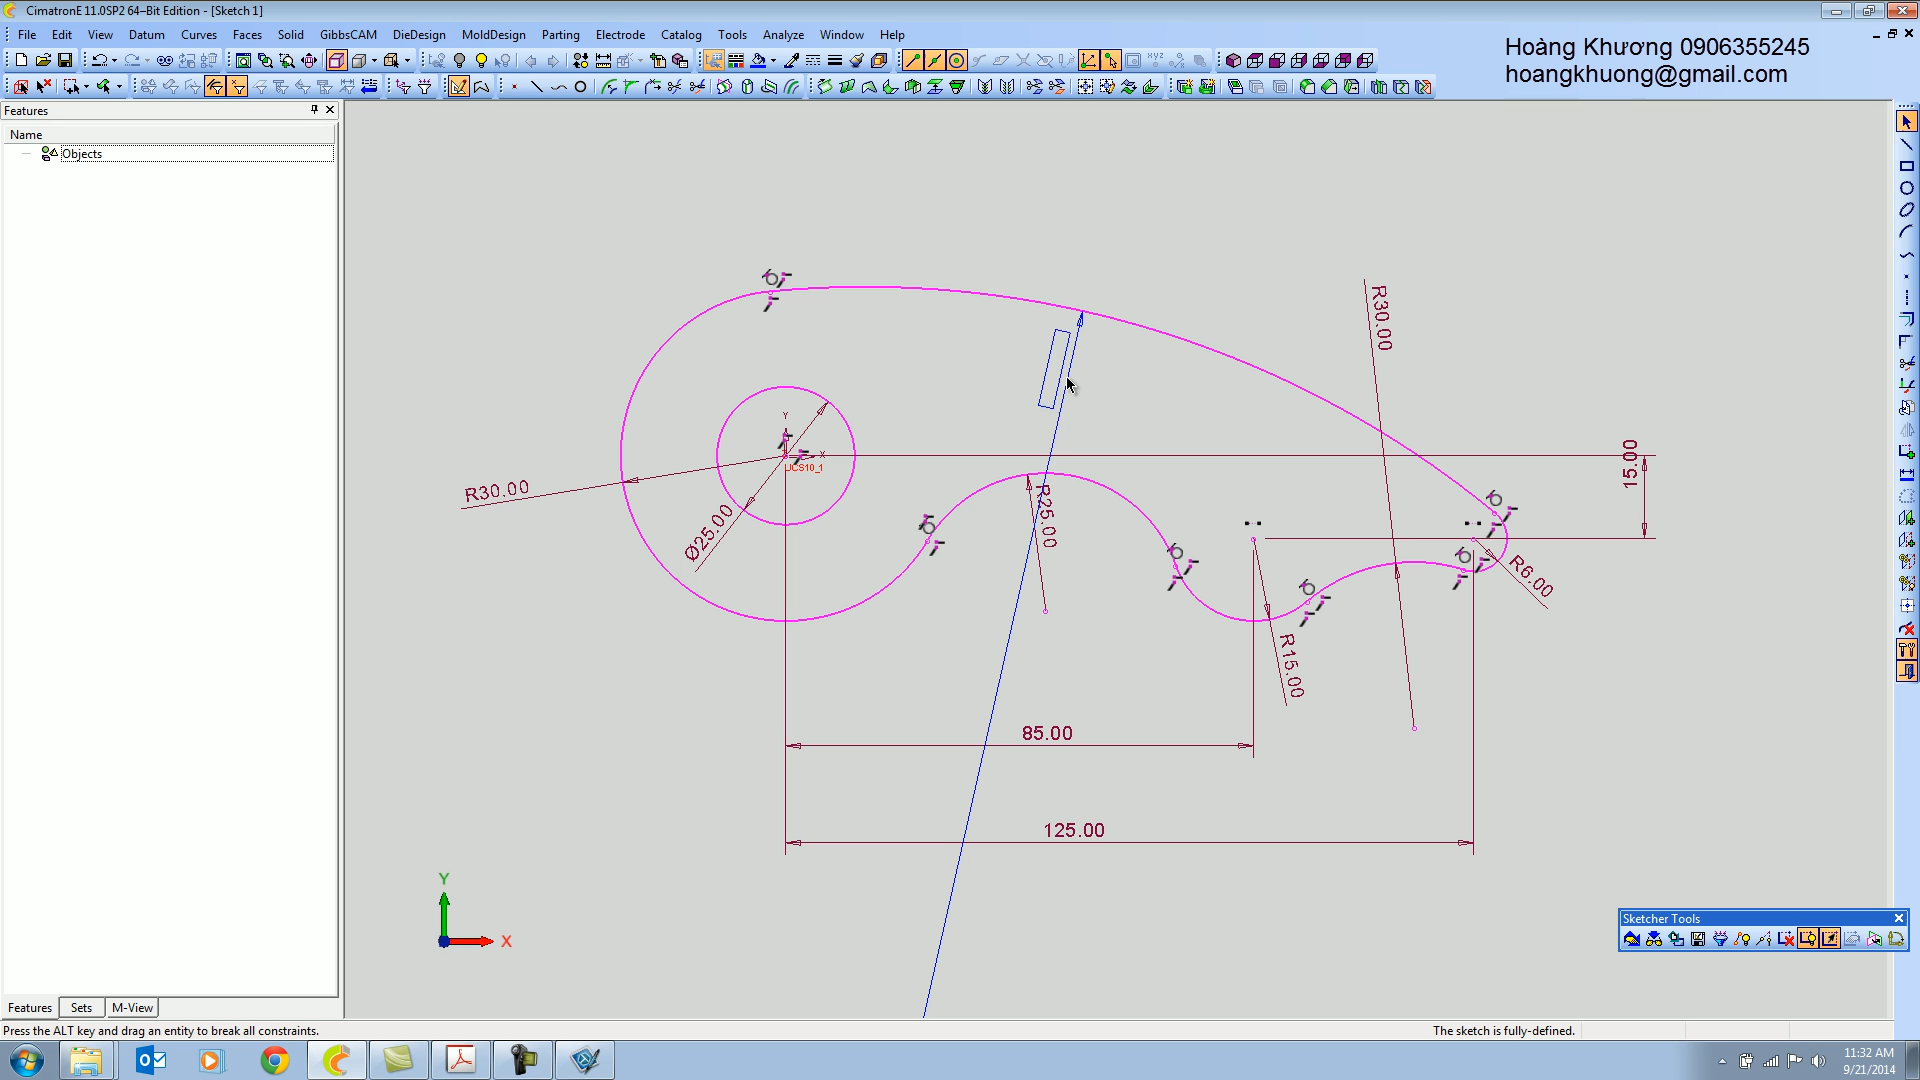 CimatronE 11.0SP2 64–Bit Edition - [Sketch 1]
File Edit View Datum Curves Faces Solid GibbsCAM DieDesign MoldDesign Parting Electrode Catalog Tools Analyze Window Help
Hoàng Khương 0906355245
hoangkhuong@gmail.com
Features
Name
Objects
R30.00
R30.00
15.00
Y
X
UCS10_1
R30.00
R25.00
Ø25.00
R6.00
R15.00
85.00
125.00
Y
X
Sketcher Tools
Features Sets M-View
Press the ALT key and drag an entity to break all constraints.
The sketch is fully-defined.
11:32 AM
9/21/2014